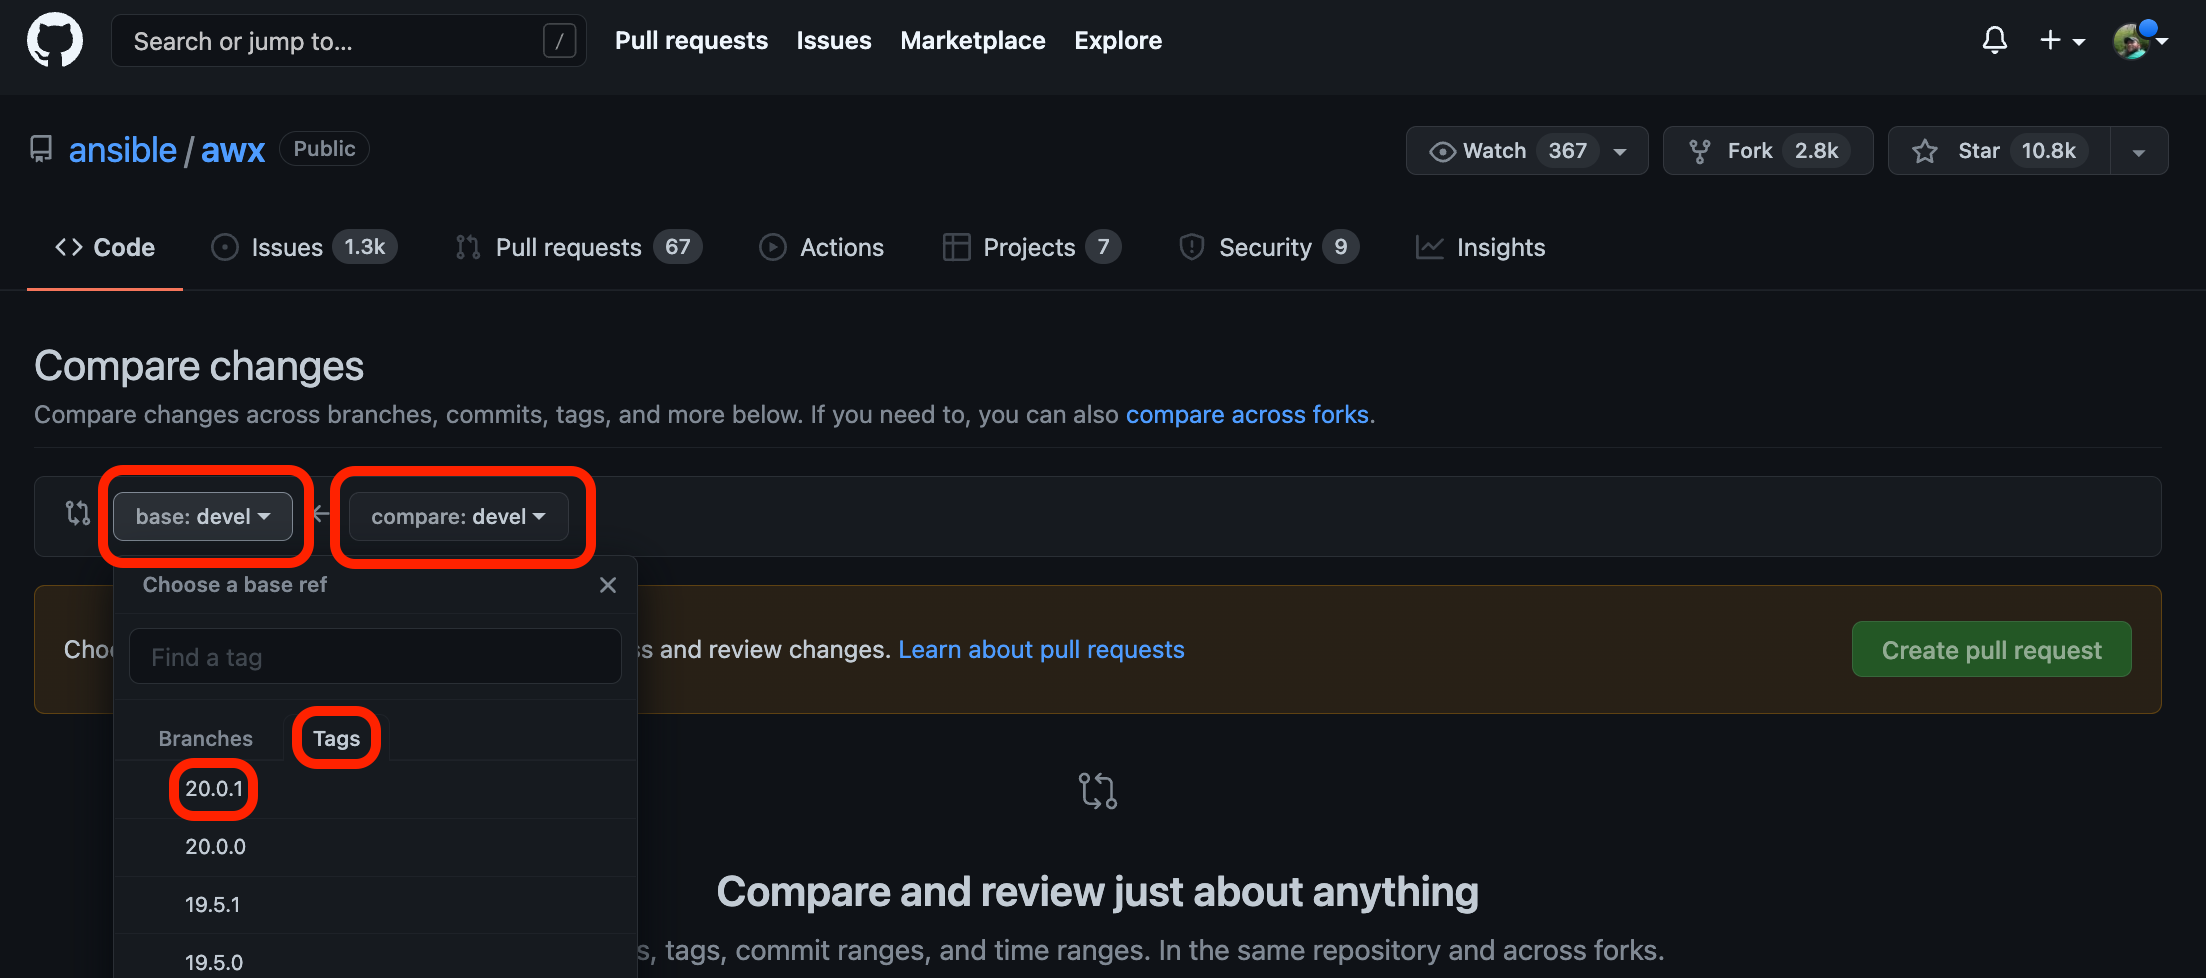 Search or jump to... / Pull requests Issues Marketplace Explore
ansible / awx Public Watch 367 Fork 2.8k Star 10.8k
Code Issues 1.3k Pull requests 67 Actions Projects 7 Security 9 Insights
Compare changes
Compare changes across branches, commits, tags, and more below. If you need to, you can also compare across forks.
base: devel compare: devel
Choose a base ref
and review changes. Learn about pull requests Create pull request
Find a tag
Branches Tags
20.0.1
20.0.0
Compare and review just about anything
19.5.1
tags, commit ranges, and time ranges. In the same repository and across forks.
19.5.0